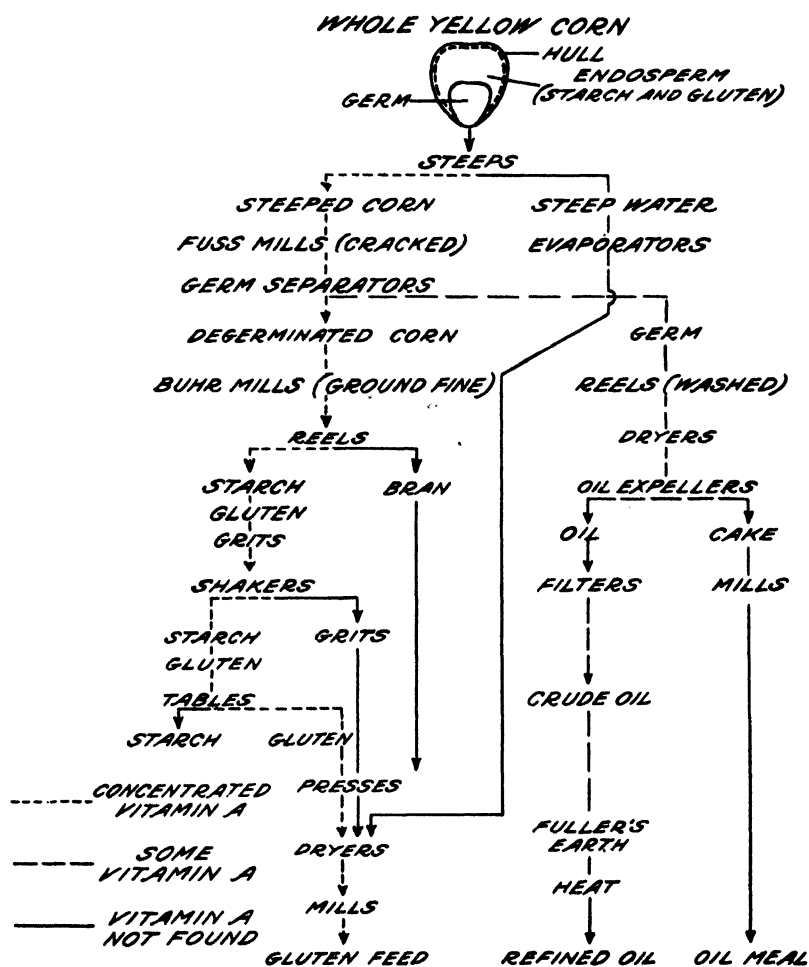 WHOLE YELLOW CORN
HULL
ENDOSPERM
(STARCH AND GLUTEN)
GERM
STEEPS
STEEPED CORN
STEEP WATER
FUSS MILLS (CRACKED)
EVAPORATORS
GERM SEPARATORS
DEGERMINATED CORN
GERM
BUHR MILLS (GROUND FINE)
REELS (WASHED)
REELS
DRYERS
STARCH
BRAN
OIL EXPELLERS
GLUTEN
GRITS
OIL
CAKE
SHAKERS
FILTERS
MILLS
STARCH
GRITS
GLUTEN
TABLES
CRUDE OIL
STARCH
GLUTEN
CONCENTRATED
VITAMIN A
PRESSES
FULLER'S
EARTH
SOME
VITAMIN A
DRYERS
HEAT
VITAMIN A
NOT FOUND
MILLS
GLUTEN FEED
REFINED OIL
OIL MEAL